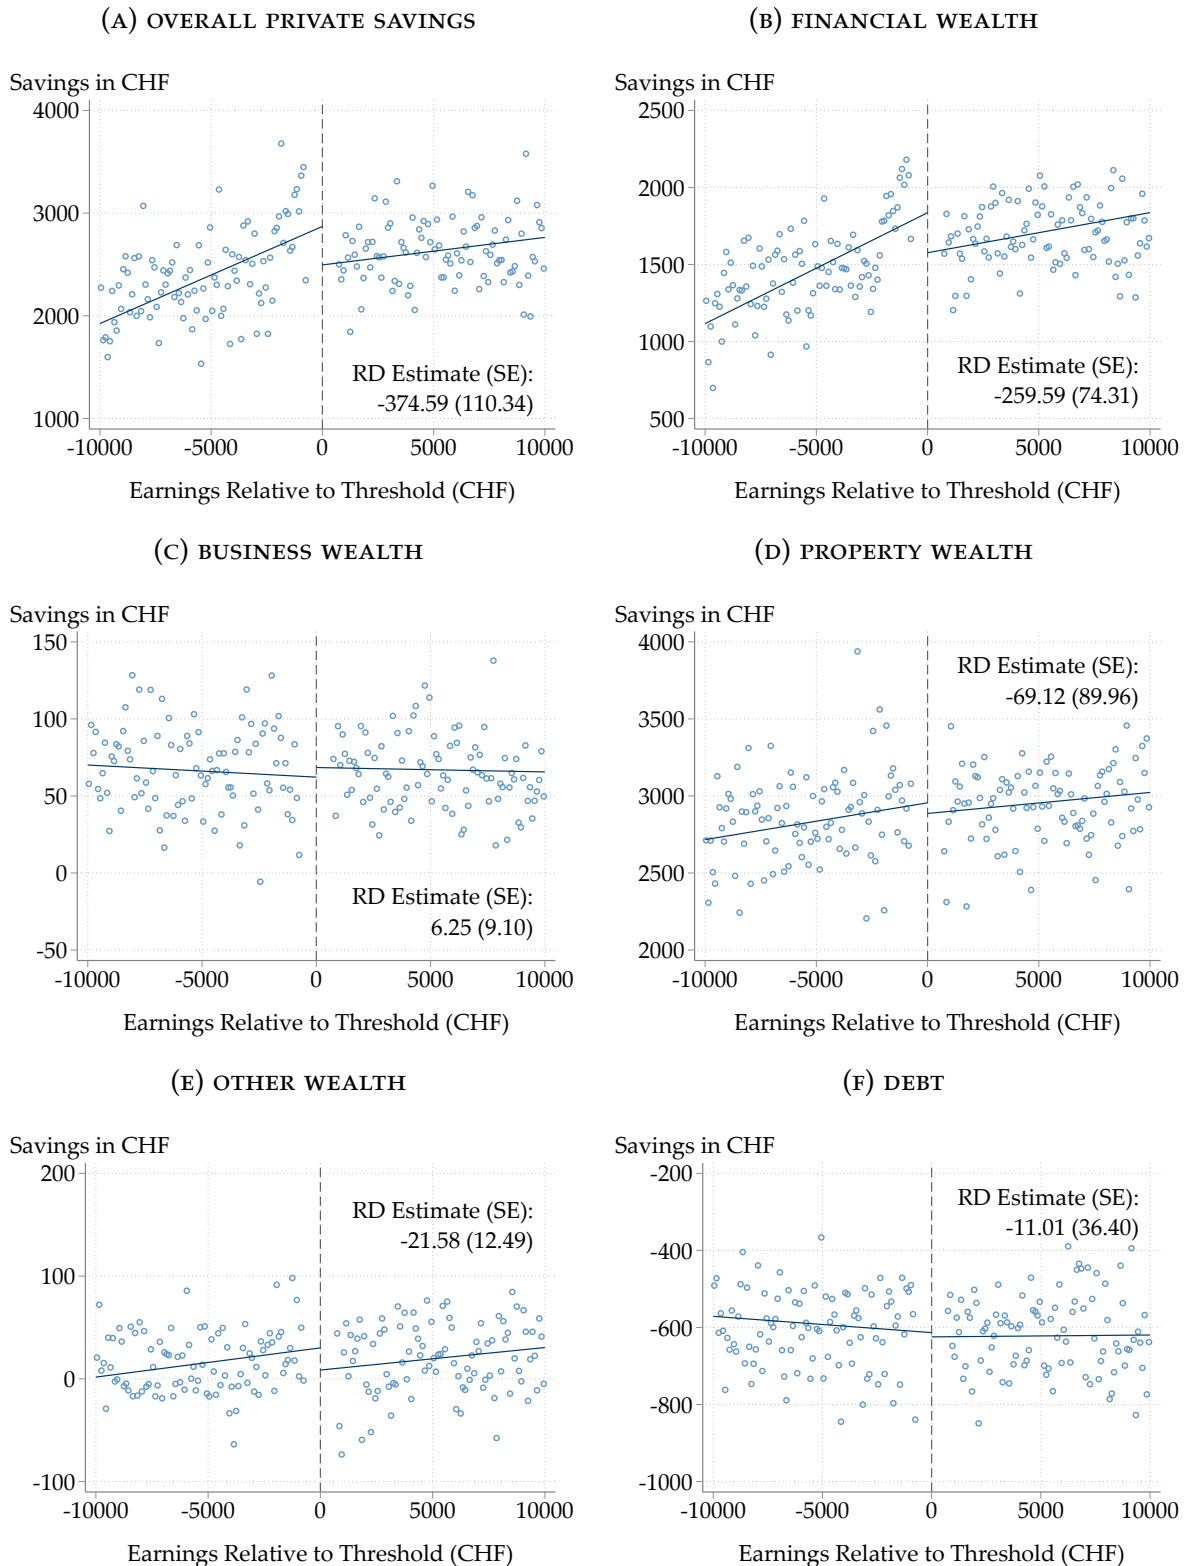 (A) OVERALL PRIVATE SAVINGS
Savings in CHF
4000
3000
2000
1000
-10000 -5000 0 5000 10000
Earnings Relative to Threshold (CHF)
RD Estimate (SE):
-374.59 (110.34)
(B) FINANCIAL WEALTH
Savings in CHF
2500
2000
1500
1000
500
-10000 -5000 0 5000 10000
Earnings Relative to Threshold (CHF)
RD Estimate (SE):
-259.59 (74.31)
(C) BUSINESS WEALTH
Savings in CHF
150
100
50
0
-50
-10000 -5000 0 5000 10000
Earnings Relative to Threshold (CHF)
RD Estimate (SE):
6.25 (9.10)
(D) PROPERTY WEALTH
Savings in CHF
4000
3500
3000
2500
2000
-10000 -5000 0 5000 10000
Earnings Relative to Threshold (CHF)
RD Estimate (SE):
-69.12 (89.96)
(E) OTHER WEALTH
Savings in CHF
200
100
0
-100
-10000 -5000 0 5000 10000
Earnings Relative to Threshold (CHF)
RD Estimate (SE):
-21.58 (12.49)
(F) DEBT
Savings in CHF
-200
-400
-600
-800
-1000
-10000 -5000 0 5000 10000
Earnings Relative to Threshold (CHF)
RD Estimate (SE):
-11.01 (36.40)